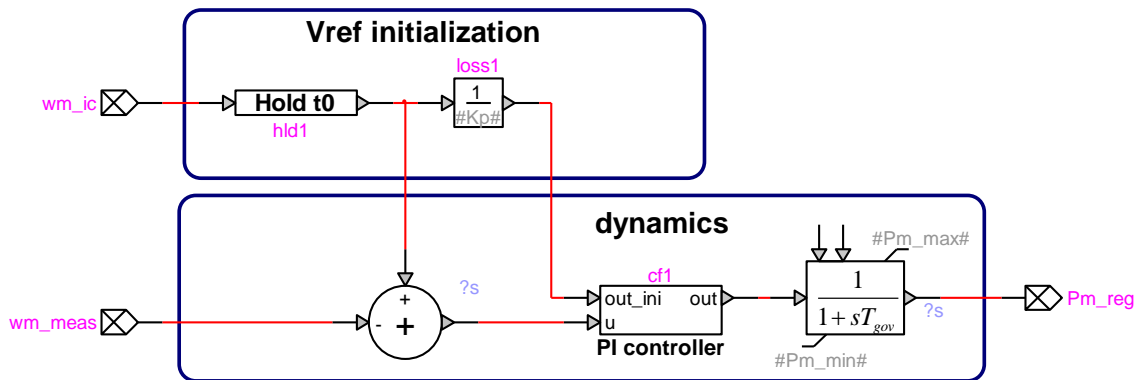 Vref initialization
loss1
wm_ic
Hold t0
1
#Kp#
hld1
dynamics
#Pm_max#
cf1
?s
+
out_ini
out
1
Pm_reg
wm_meas
-
+
u
1+sT_gov
?s
PI controller
#Pm_min#